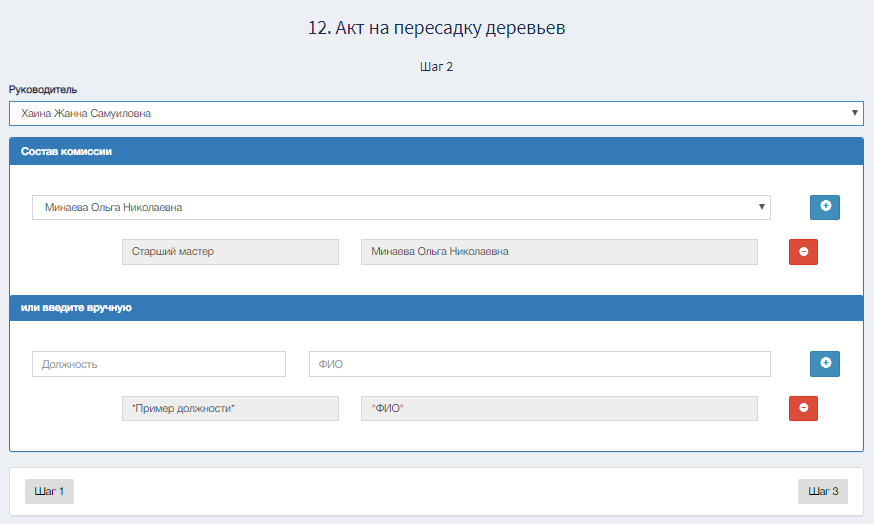 12. Акт на пересадку деревьев
Шаг 2
Руководитель
Хаина Жанна Самуиловна
Состав комиссии
Минаева Ольга Николаевна
Старший мастер Минаева Ольга Николаевна
или введите вручную
Должность ФИО
*Пример должности* "ФИО"
Шаг 1 Шаг 3